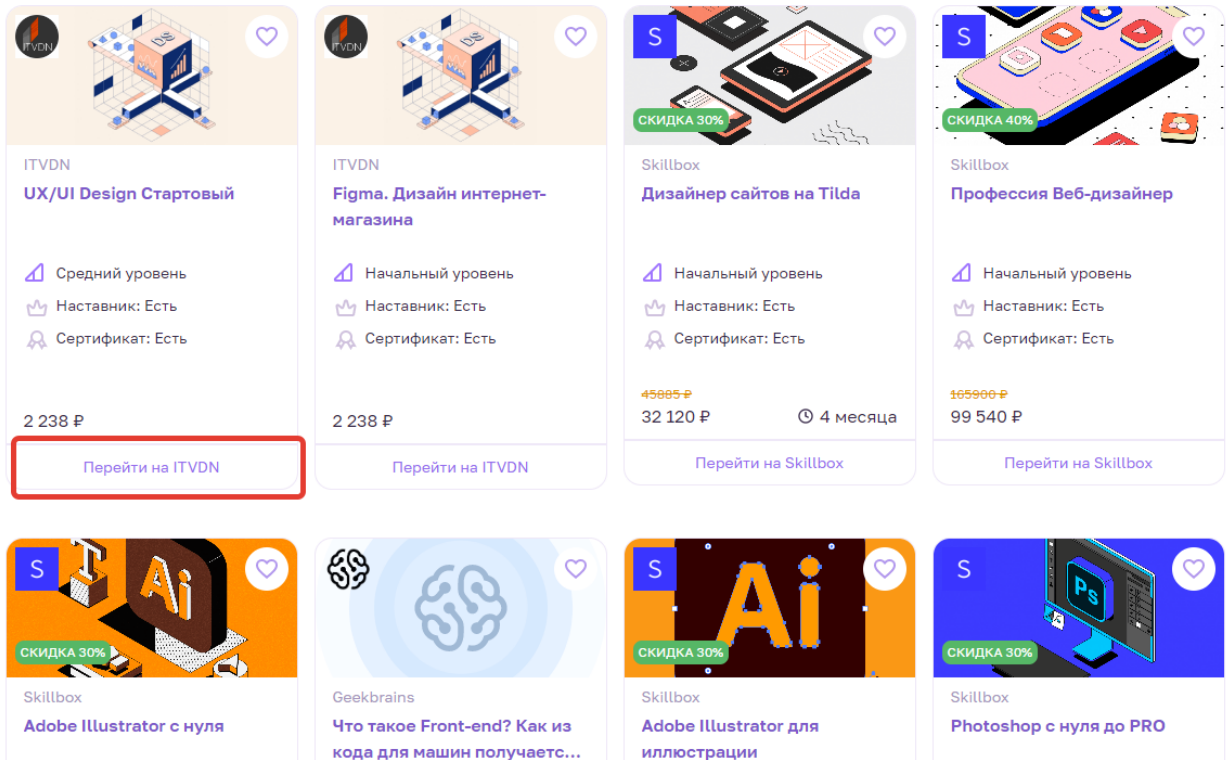 ITVDN
DS
ITVDN
DS
S
S
СКИДКА 30%
СКИДКА 40%
ITVDN
UX/UI Design Стартовый
Средний уровень
Наставник: Есть
Сертификат: Есть
2 238 ₽
Перейти на ITVDN
ITVDN
Figma. Дизайн интернет-
магазина
Начальный уровень
Наставник: Есть
Сертификат: Есть
2 238 ₽
Перейти на ITVDN
Skillbox
Дизайнер сайтов на Tilda
Начальный уровень
Наставник: Есть
Сертификат: Есть
45885 ₽
32 120 ₽ 4 месяца
Перейти на Skillbox
Skillbox
Профессия Веб-дизайнер
Начальный уровень
Наставник: Есть
Сертификат: Есть
165900 ₽
99 540 ₽
Перейти на Skillbox
S
T
Ai
СКИДКА 30%
Skillbox
Adobe Illustrator с нуля
Geekbrains
Что такое Front-end? Как из
кода для машин получаетс...
S
Ai
СКИДКА 30%
Skillbox
Adobe Illustrator для
иллюстрации
S
Ps
СКИДКА 30%
Skillbox
Photoshop с нуля до PRO